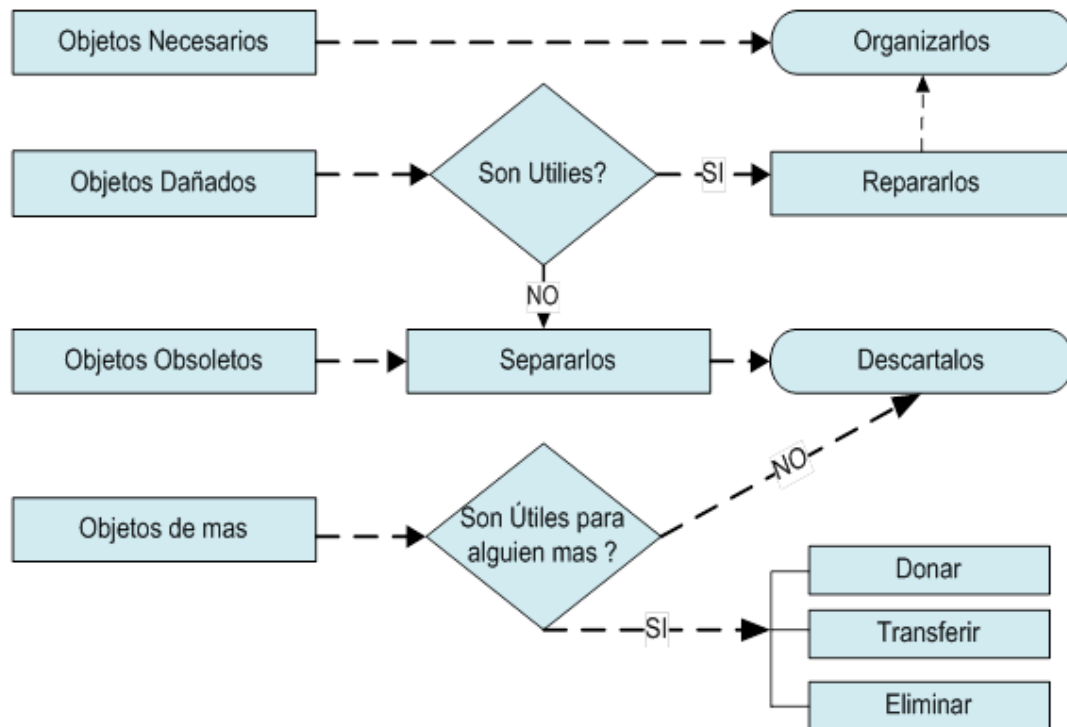 Objetos Necesarios
Organizarlos
Objetos Dañados
Son Utilies?
SI
Repararlos
NO
Objetos Obsoletos
Separarlos
Descartalos
NO
Objetos de mas
Son Útiles para
alguien mas ?
SI
Donar
Transferir
Eliminar